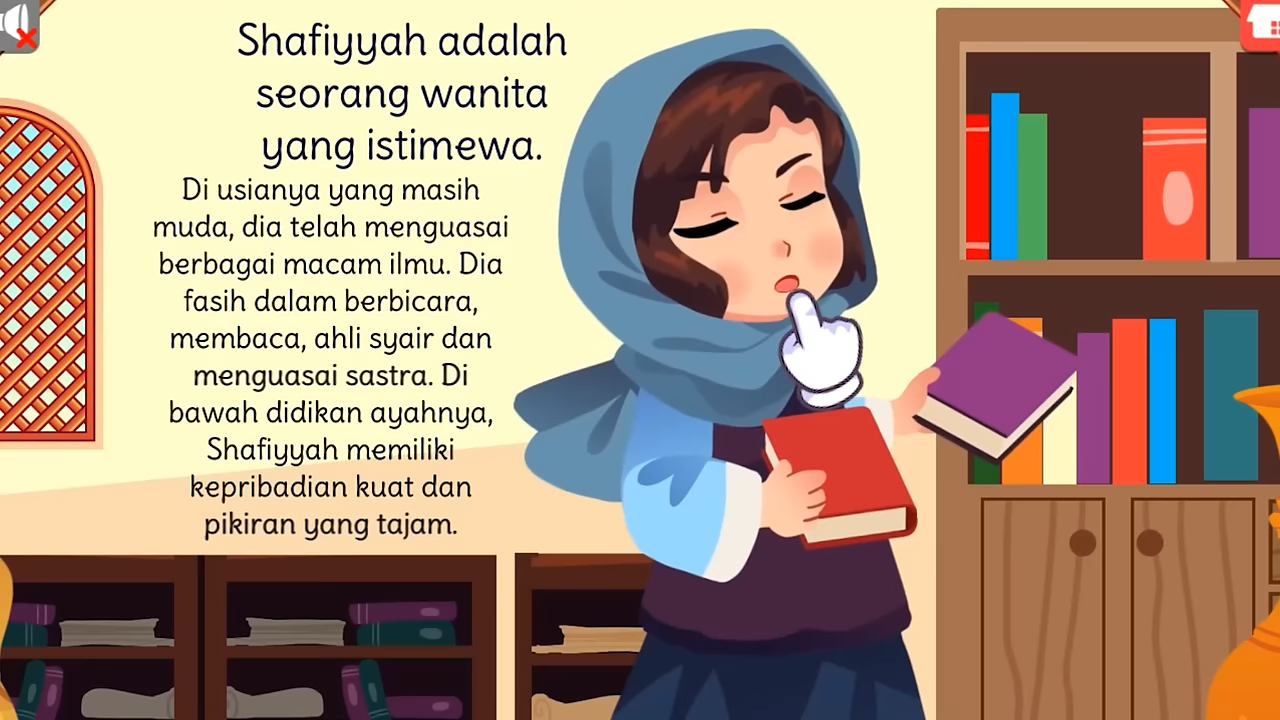 Shafiyyah adalah
seorang wanita
yang istimewa.
Di usianya yang masih
muda, dia telah menguasai
berbagai macam ilmu. Dia
fasih dalam berbicara,
membaca, ahli syair dan
menguasai sastra. Di
bawah didikan ayahnya,
Shafiyyah memiliki
kepribadian kuat dan
pikiran yang tajam.